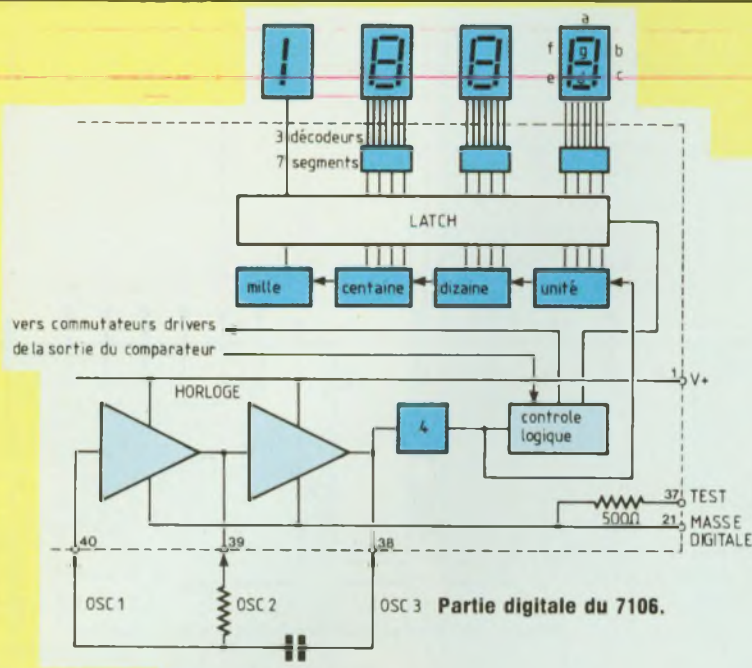 a
f g b
e d c
3 décodeurs
7 segments
LATCH
mille centaine dizaine unité
vers commutateurs drivers
de la sortie du comparateur
1 V+
HORLOGE
4
controle
logique
37 TEST
500Ω
21 MASSE
DIGITALE
40 39 38
OSC 1 OSC 2 OSC 3 Partie digitale du 7106.